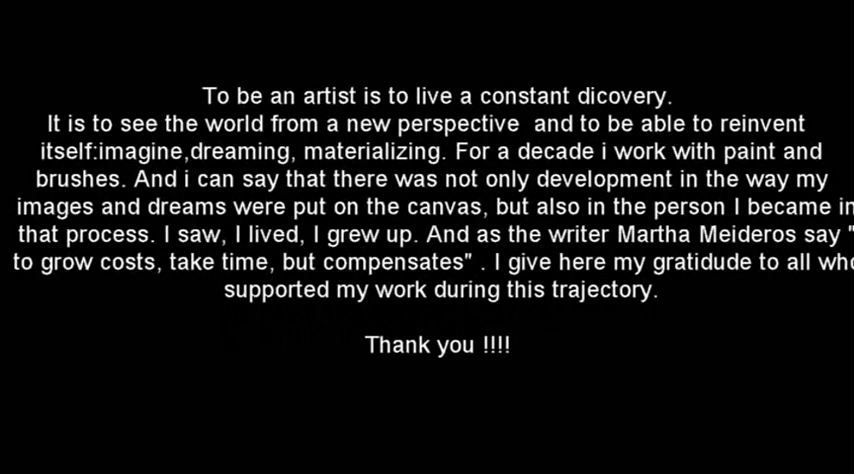 To be an artist is to live a constant dicovery.
It is to see the world from a new perspective and to be able to reinvent
itself:imagine,dreaming, materializing. For a decade i work with paint and
brushes. And i can say that there was not only development in the way my
images and dreams were put on the canvas, but also in the person I became in
that process. I saw, I lived, I grew up. And as the writer Martha Meideros say "
to grow costs, take time, but compensates" . I give here my gratidude to all who
supported my work during this trajectory.
Thank you !!!!